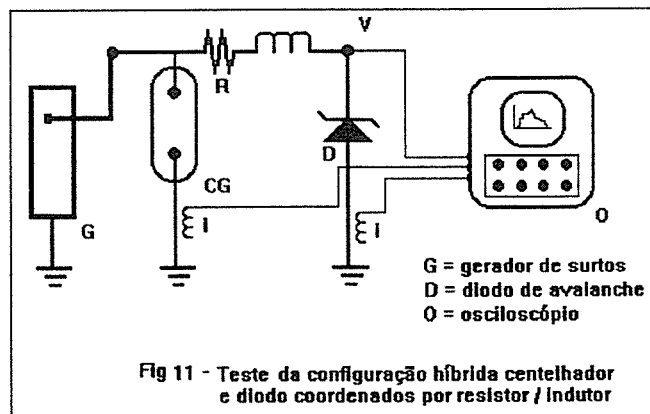 V
R
D
CG
I
I
G
O
G = gerador de surtos
D = diodo de avalanche
O = osciloscópio
Fig 11 - Teste da configuração híbrida centelhador
e diodo coordenados por resistor / indutor